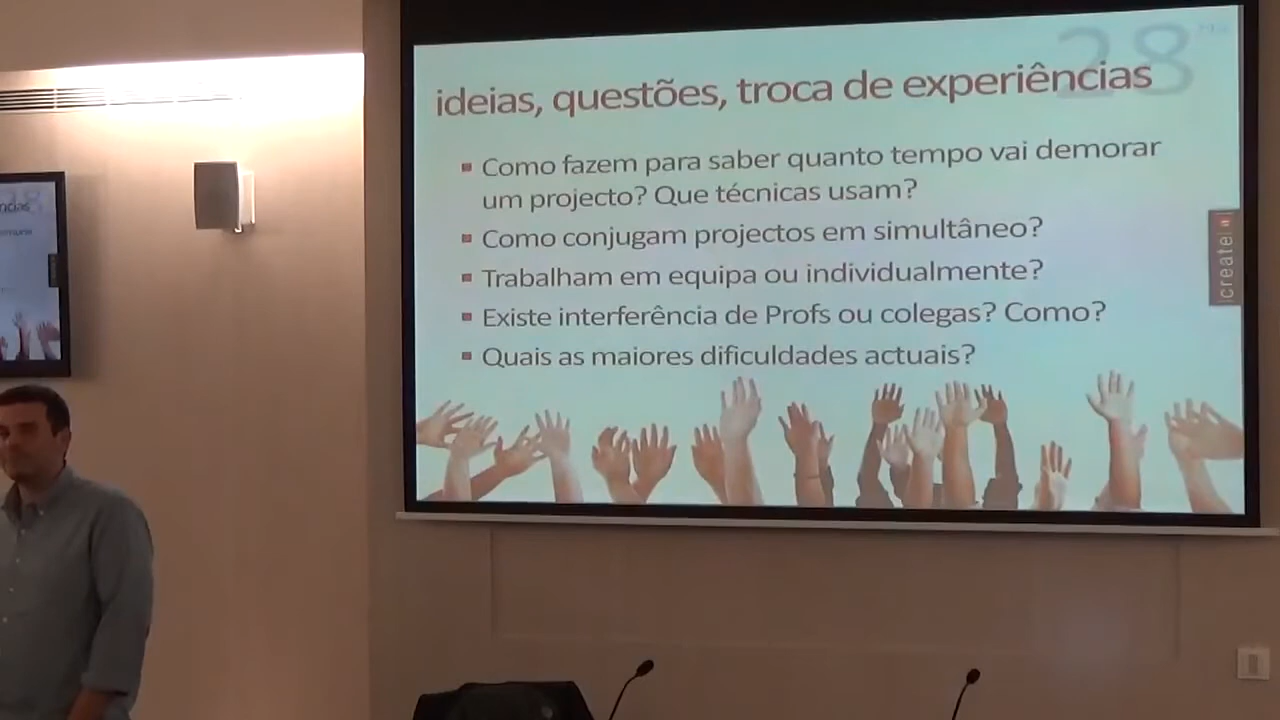 28
ideias, questões, troca de experiências
Como fazem para saber quanto tempo vai demorar
um projecto? Que técnicas usam?
Como conjugam projectos em simultâneo?
Trabalham em equipa ou individualmente?
Existe interferência de Profs ou colegas? Como?
Quais as maiores dificuldades actuais?
create